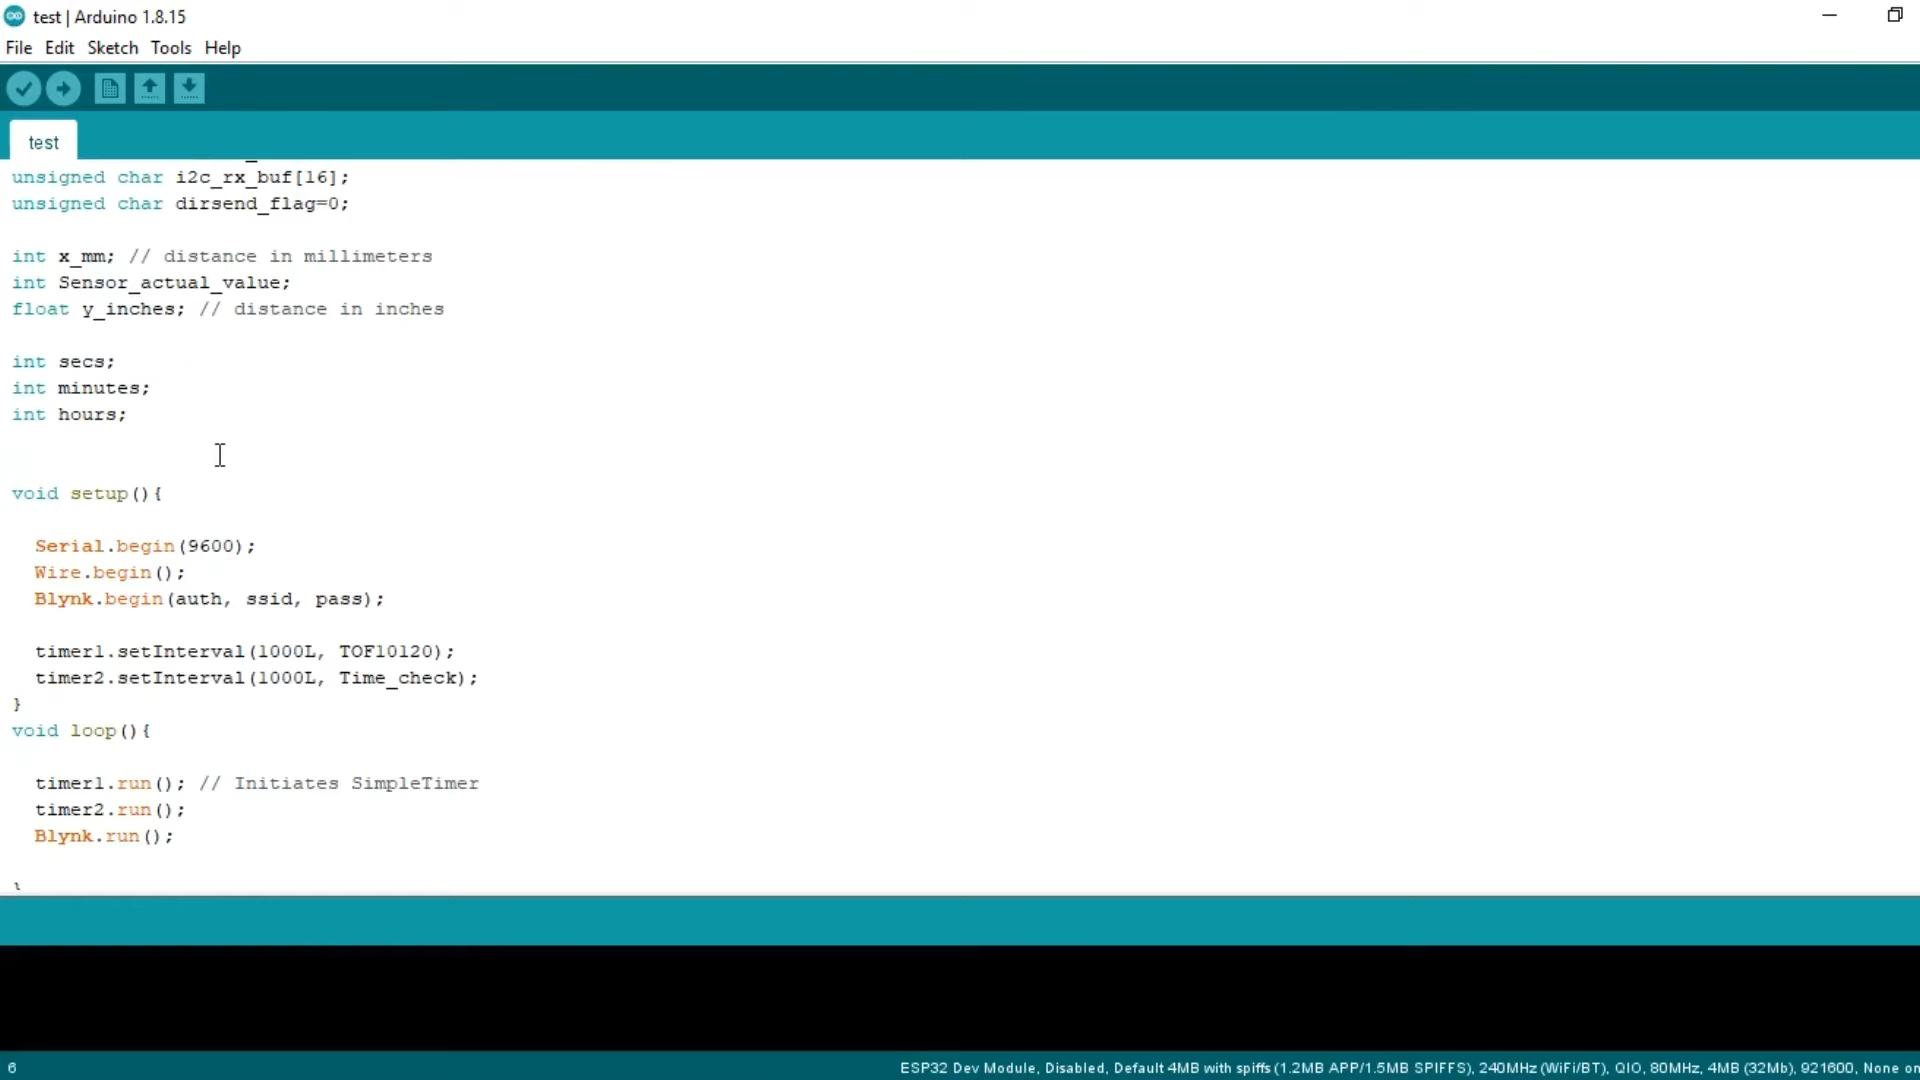 test | Arduino 1.8.15
File Edit Sketch Tools Help
test
unsigned char i2c_rx_buf[16];
unsigned char dirsend_flag=0;
int x_mm; // distance in millimeters
int Sensor_actual_value;
float y_inches; // distance in inches
int secs;
int minutes;
int hours;
void setup(){
Serial.begin(9600);
Wire.begin();
Blynk.begin(auth, ssid, pass);
timer1.setInterval(1000L, TOF10120);
timer2.setInterval(1000L, Time_check);
}
void loop(){
timer1.run(); // Initiates SimpleTimer
timer2.run();
Blynk.run();
}
6
ESP32 Dev Module, Disabled, Default 4MB with spiffs (1.2MB APP/1.5MB SPIFFS), 240MHz (WiFi/BT), QIO, 80MHz, 4MB (32Mb), 921600, None on